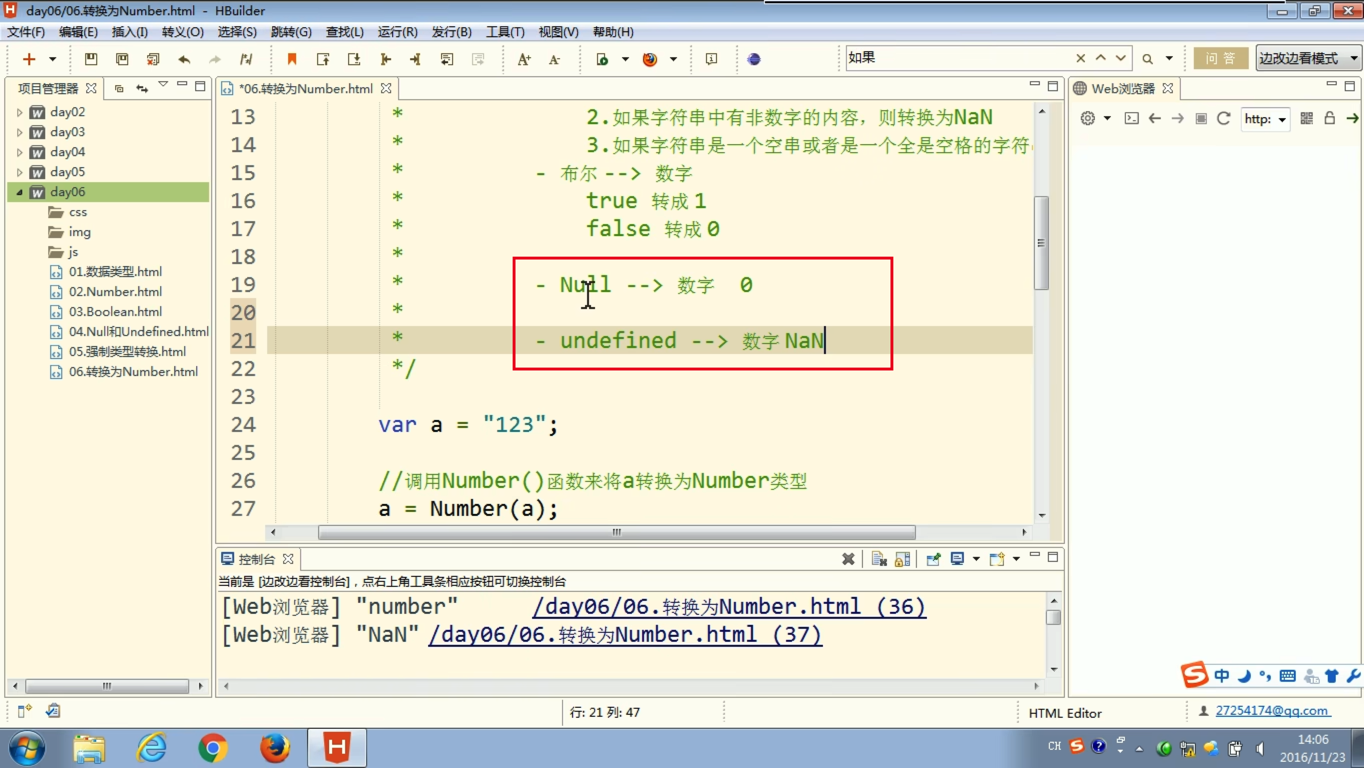 day06/06.转换为Number.html - HBuilder
文件(F) 编辑(E) 插入(I) 转义(O) 选择(S) 跳转(G) 查找(L) 运行(R) 发行(B) 工具(T) 视图(V) 帮助(H)
如果 问 答 边改边看模式
项目管理器
day02
day03
day04
day05
day06
css
img
js
01.数据类型.html
02.Number.html
03.Boolean.html
04.Null和Undefined.html
05.强制类型转换.html
06.转换为Number.html
*06.转换为Number.html
13 * 2.如果字符串中有非数字的内容，则转换为NaN
14 * 3.如果字符串是一个空串或者是一个全是空格的字符
15 * - 布尔 --> 数字
16 * true 转成 1
17 * false 转成 0
18 *
19 * - Null --> 数字 0
20 *
21 * - undefined --> 数字 NaN
22 */
23
24 var a = "123";
25
26 //调用Number()函数来将a转换为Number类型
27 a = Number(a);
控制台
当前是 [边改边看控制台]，点右上角工具条相应按钮可切换控制台
[Web浏览器] "number" /day06/06.转换为Number.html (36)
[Web浏览器] "NaN" /day06/06.转换为Number.html (37)
Web浏览器
http:
中
行: 21 列: 47
HTML Editor
27254174@qq.com
CH
14:06
2016/11/23